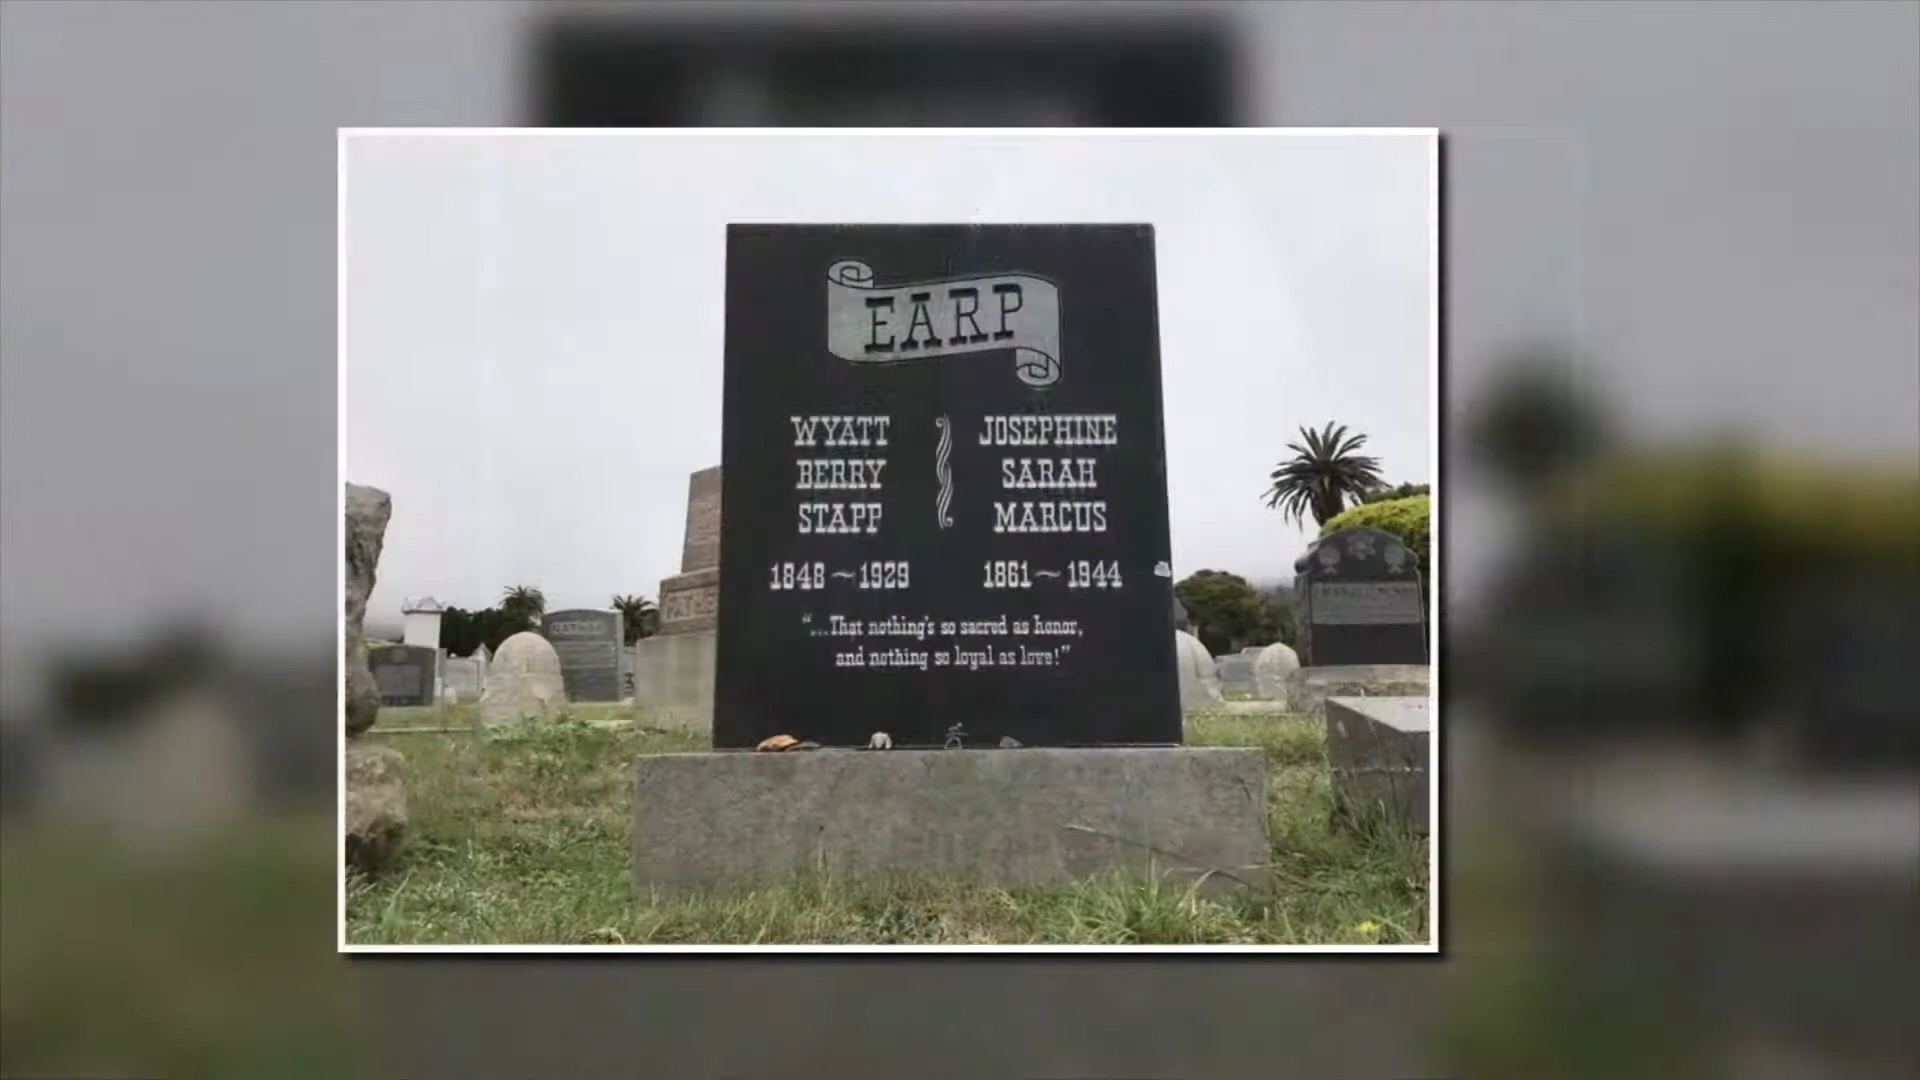 EARP
WYATT
BERRY
STAPP
1848~1929
JOSEPHINE
SARAH
MARCUS
1861~1944
"...That nothing's so sacred as honor,
and nothing so loyal as love!"